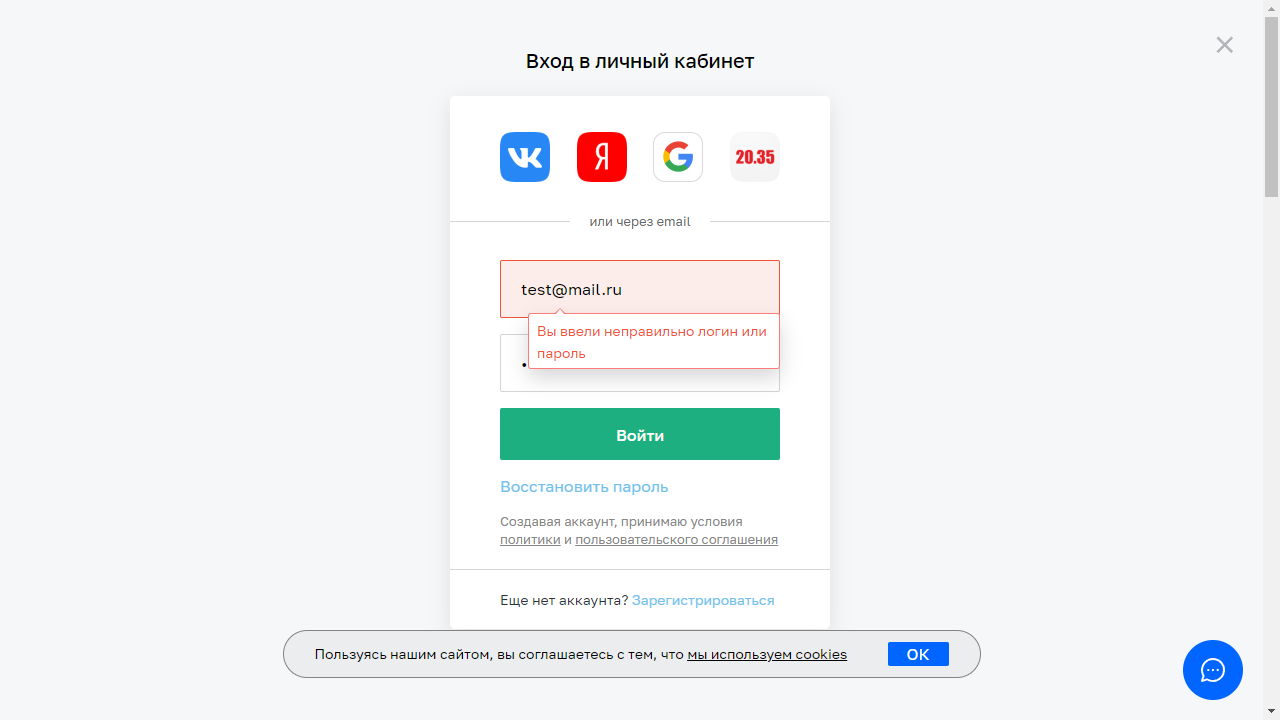 Вход в личный кабинет
20.35
или через email
test@mail.ru
Вы ввели неправильно логин или
пароль
Войти
Восстановить пароль
Создавая аккаунт, принимаю условия
политики и пользовательского соглашения
Еще нет аккаунта? Зарегистрироваться
Пользуясь нашим сайтом, вы соглашаетесь с тем, что мы используем cookies
OK